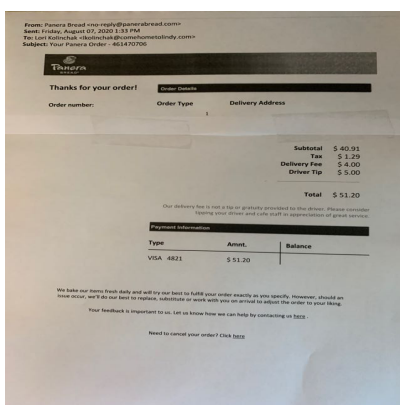 From: Panera Bread <no-reply@panerabread.com>
Sent: Friday, August 07, 2020 1:33 PM
To: Lori Kolinchak <lkolinchak@comehometolindy.com>
Subject: Your Panera Order - 461470706
Panera
BREAD
Thanks for your order!
Order Details
Order number:
Order Type
Delivery Address
Subtotal $ 40.91
Tax $ 1.29
Delivery Fee $ 4.00
Driver Tip $ 5.00
Total $ 51.20
Our delivery fee is not a tip or gratuity provided to the driver. Please consider
tipping your driver and cafe staff in appreciation of great service.
Payment Information
Type Amnt. Balance
VISA 4821 $ 51.20
We bake our items fresh daily and will try our best to fulfill your order exactly as you specify. However, should an
issue occur, we'll do our best to replace, substitute or work with you on arrival to adjust the order to your liking.
Your feedback is important to us. Let us know how we can help by contacting us here .
Need to cancel your order? Click here